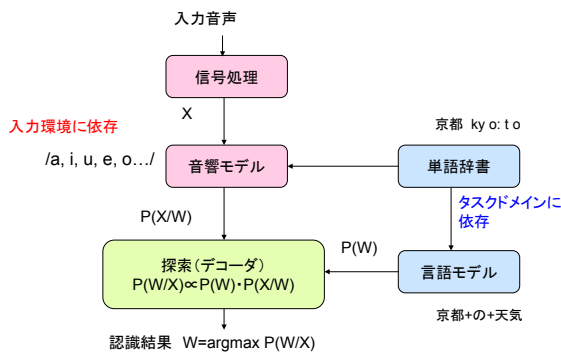 入力音声
信号処理
X
入力環境に依存
/a, i, u, e, o…/
音響モデル
京都 ky o: t o
単語辞書
タスクドメインに
依存
P(X/W)
P(W)
探索(デコーダ)
P(W/X)∝P(W)・P(X/W)
言語モデル
京都+の+天気
認識結果 W=argmax P(W/X)